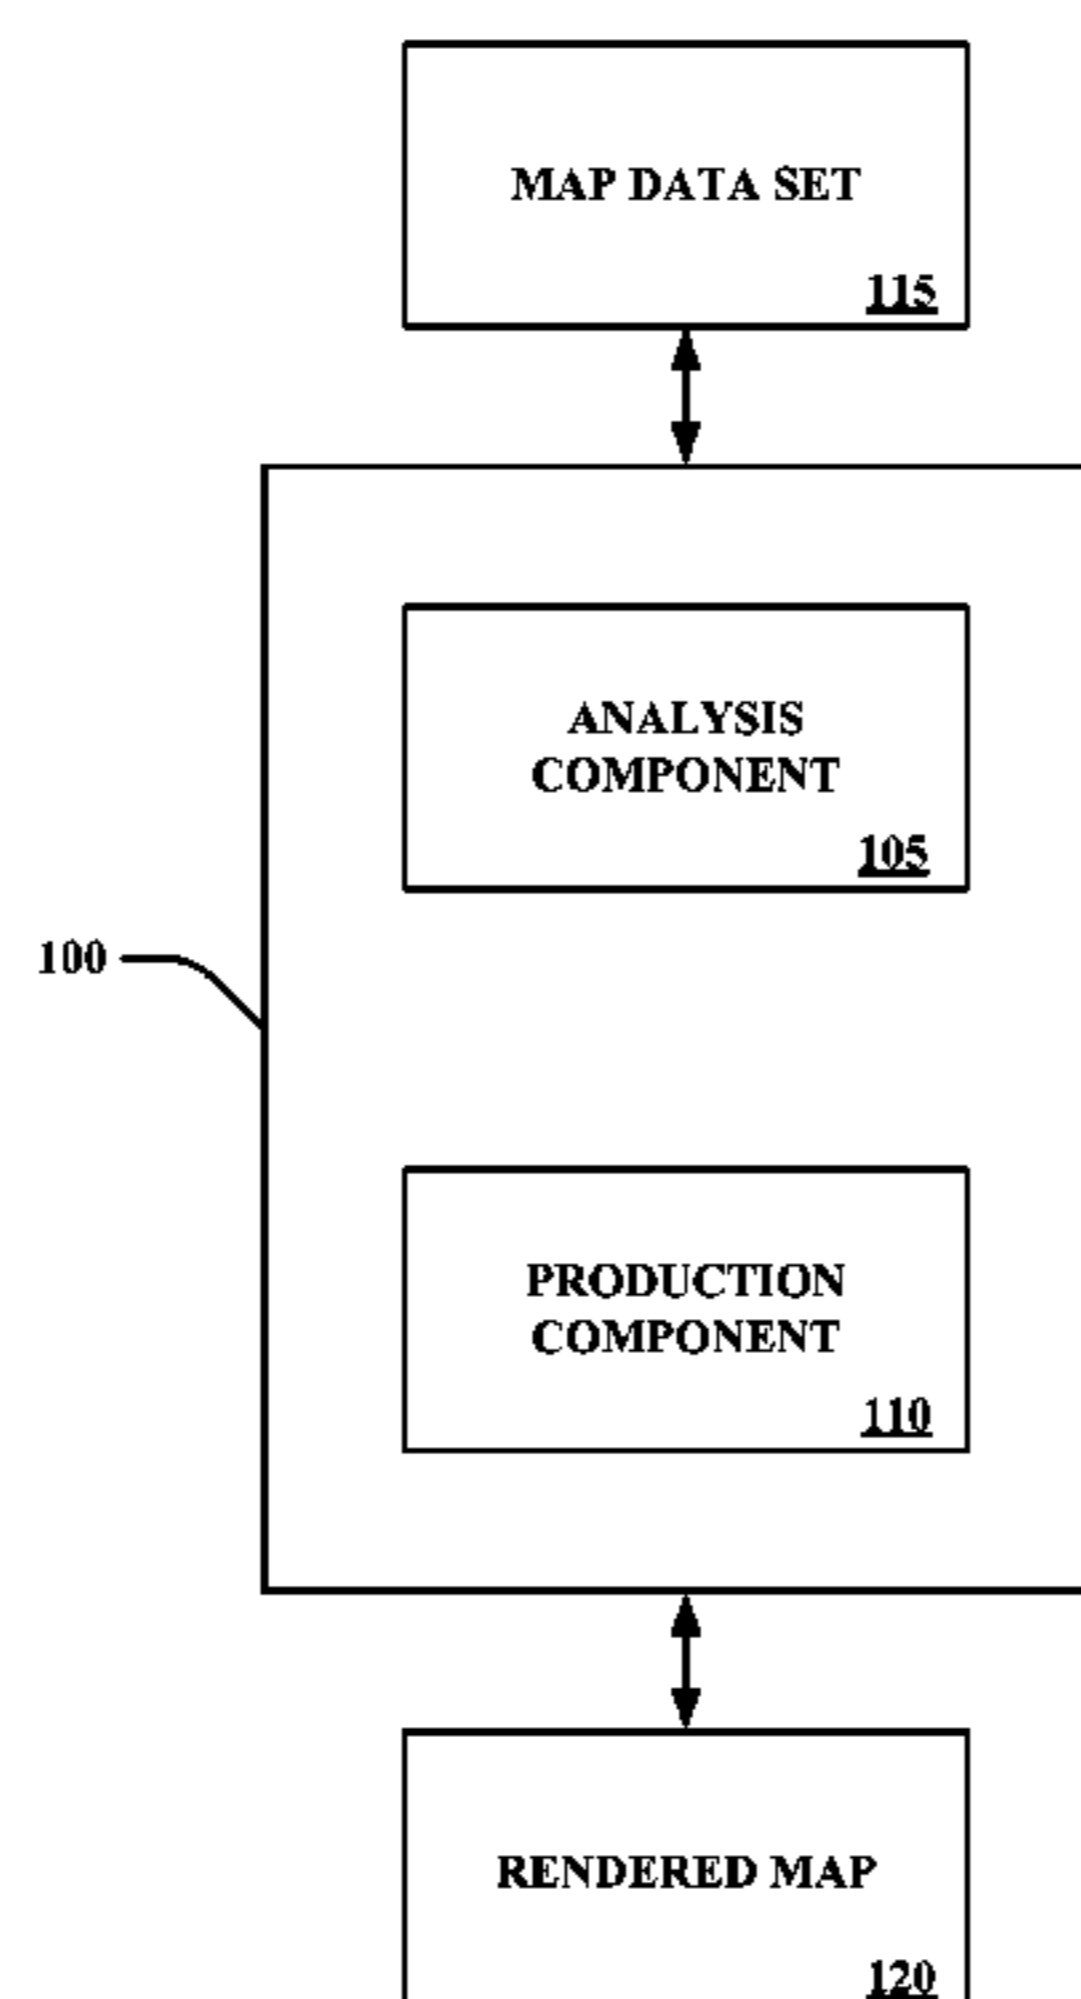 MAP DATA SET
115
ANALYSIS
COMPONENT
105
100
PRODUCTION
COMPONENT
110
RENDERED MAP
120